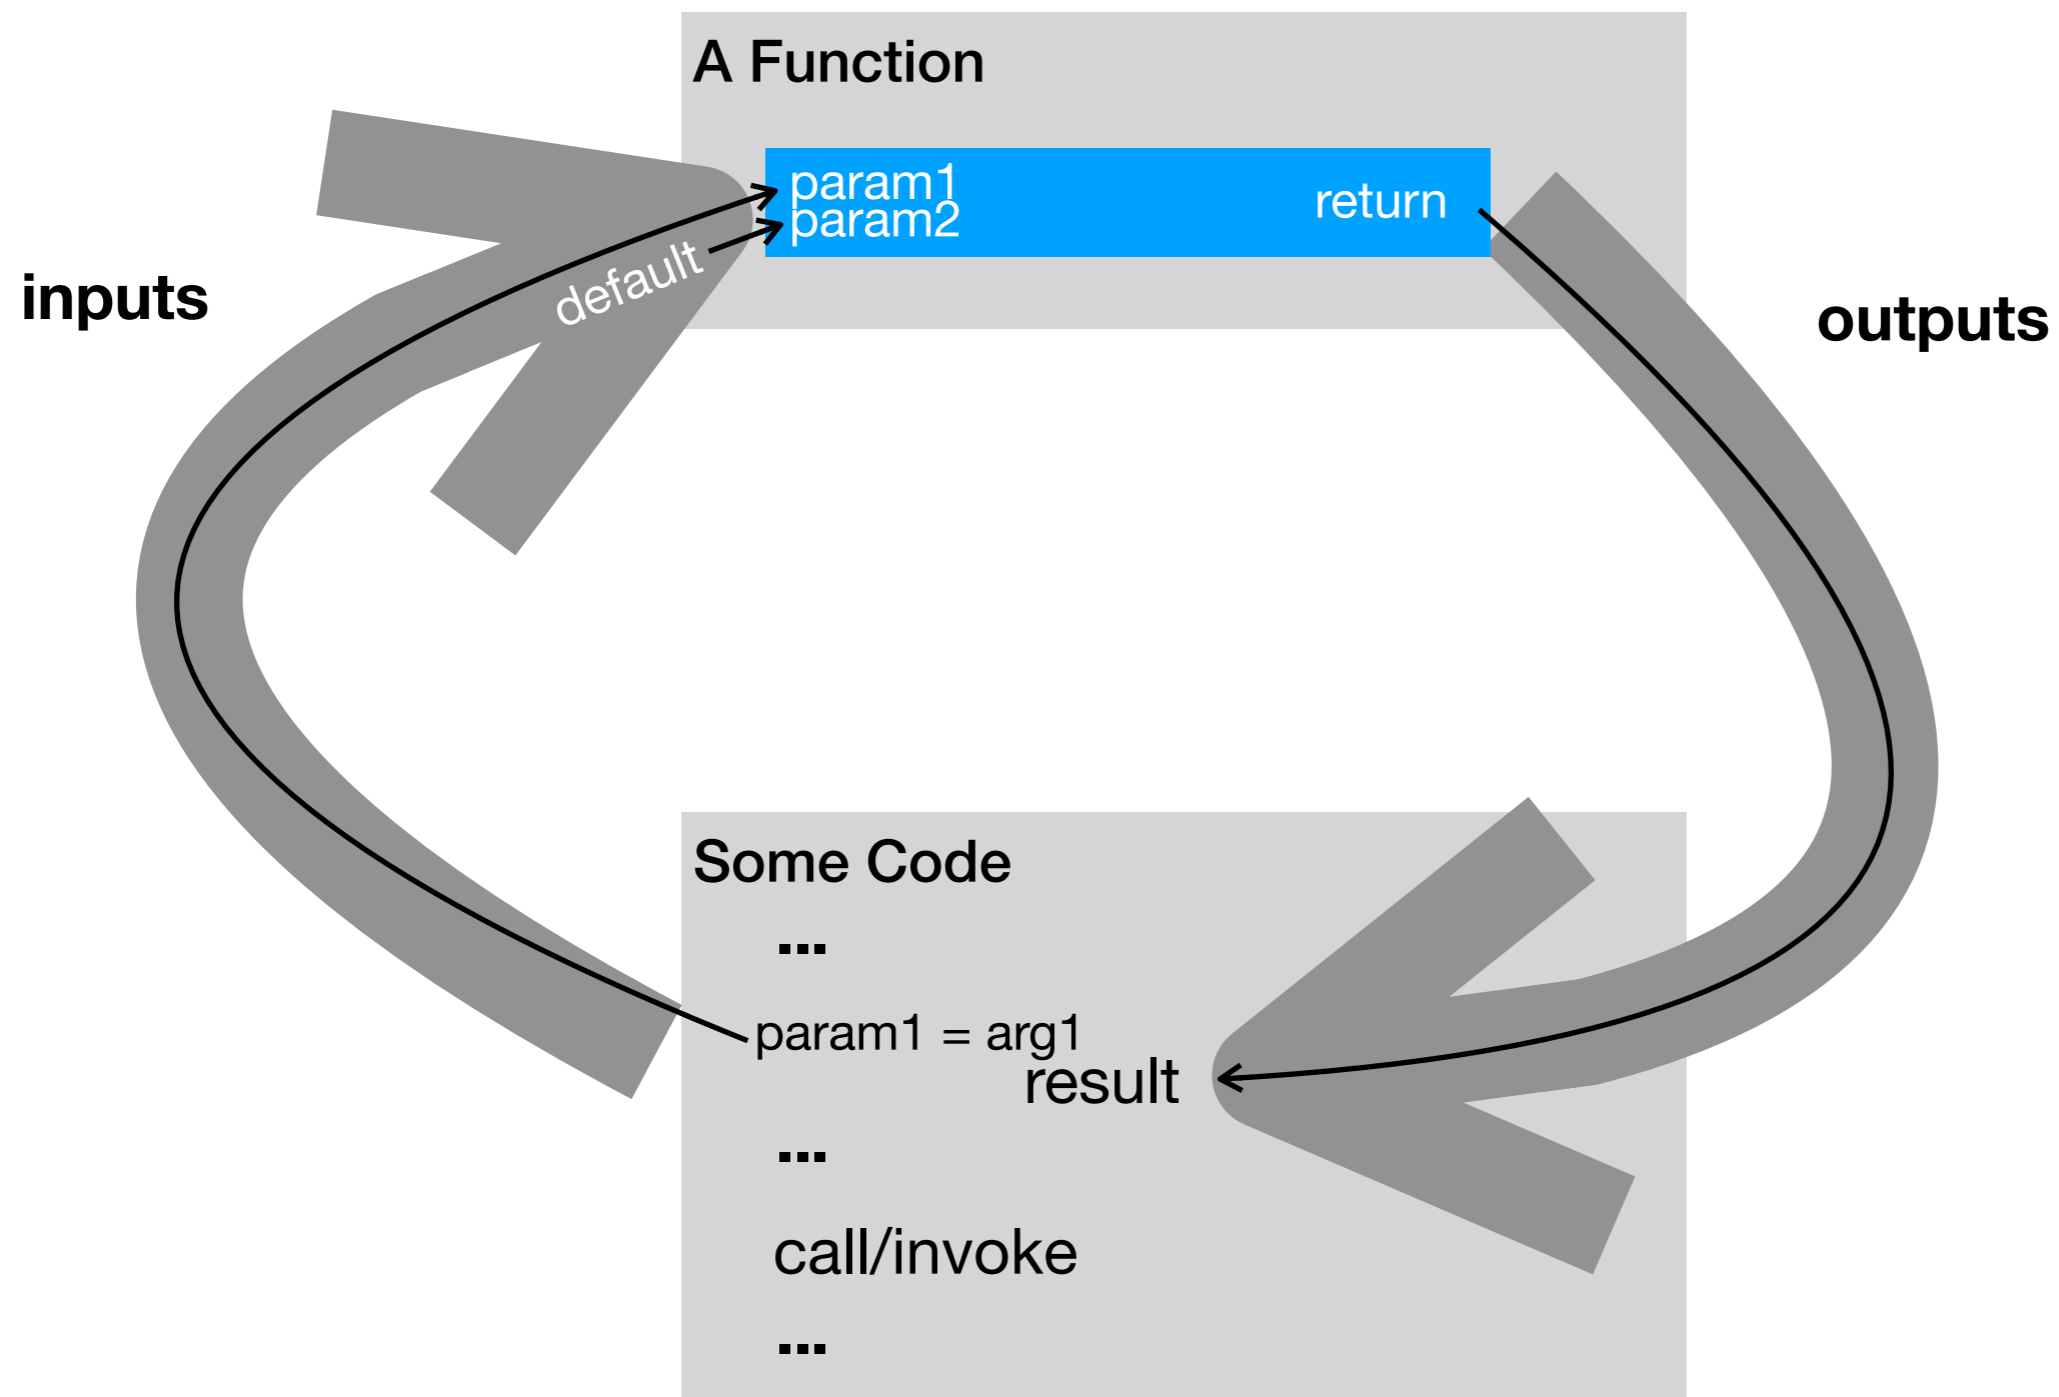 A Function
param1
param2
return
default
inputs
outputs
Some Code
...
param1 = arg1
result
...
call/invoke
...